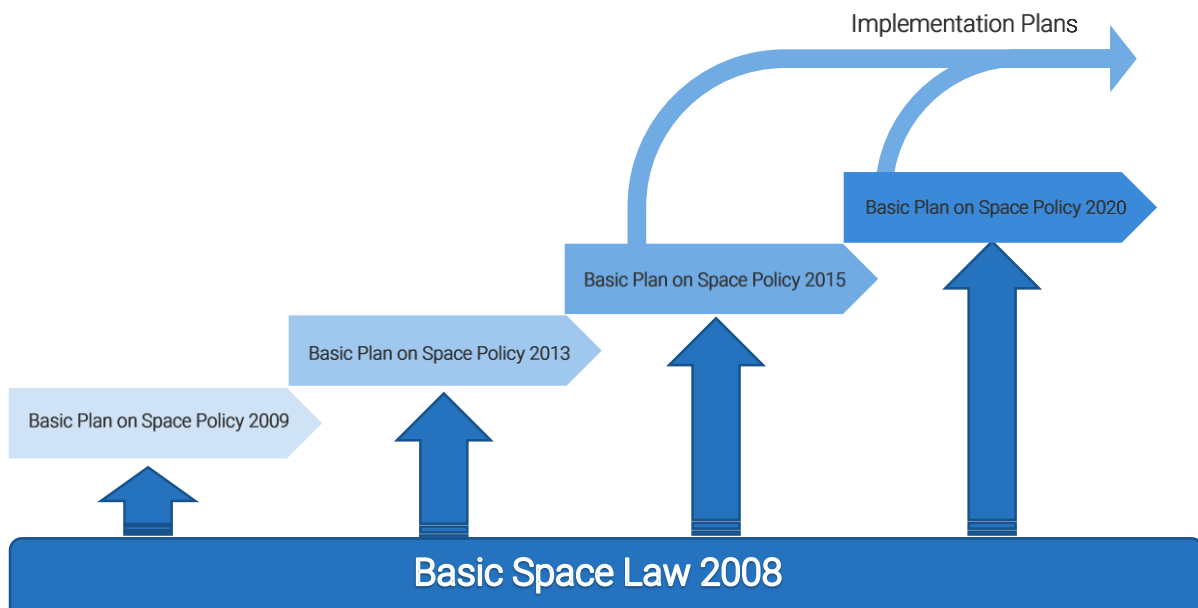 Implementation Plans
Basic Plan on Space Policy 2020
Basic Plan on Space Policy 2015
Basic Plan on Space Policy 2013
Basic Plan on Space Policy 2009
Basic Space Law 2008